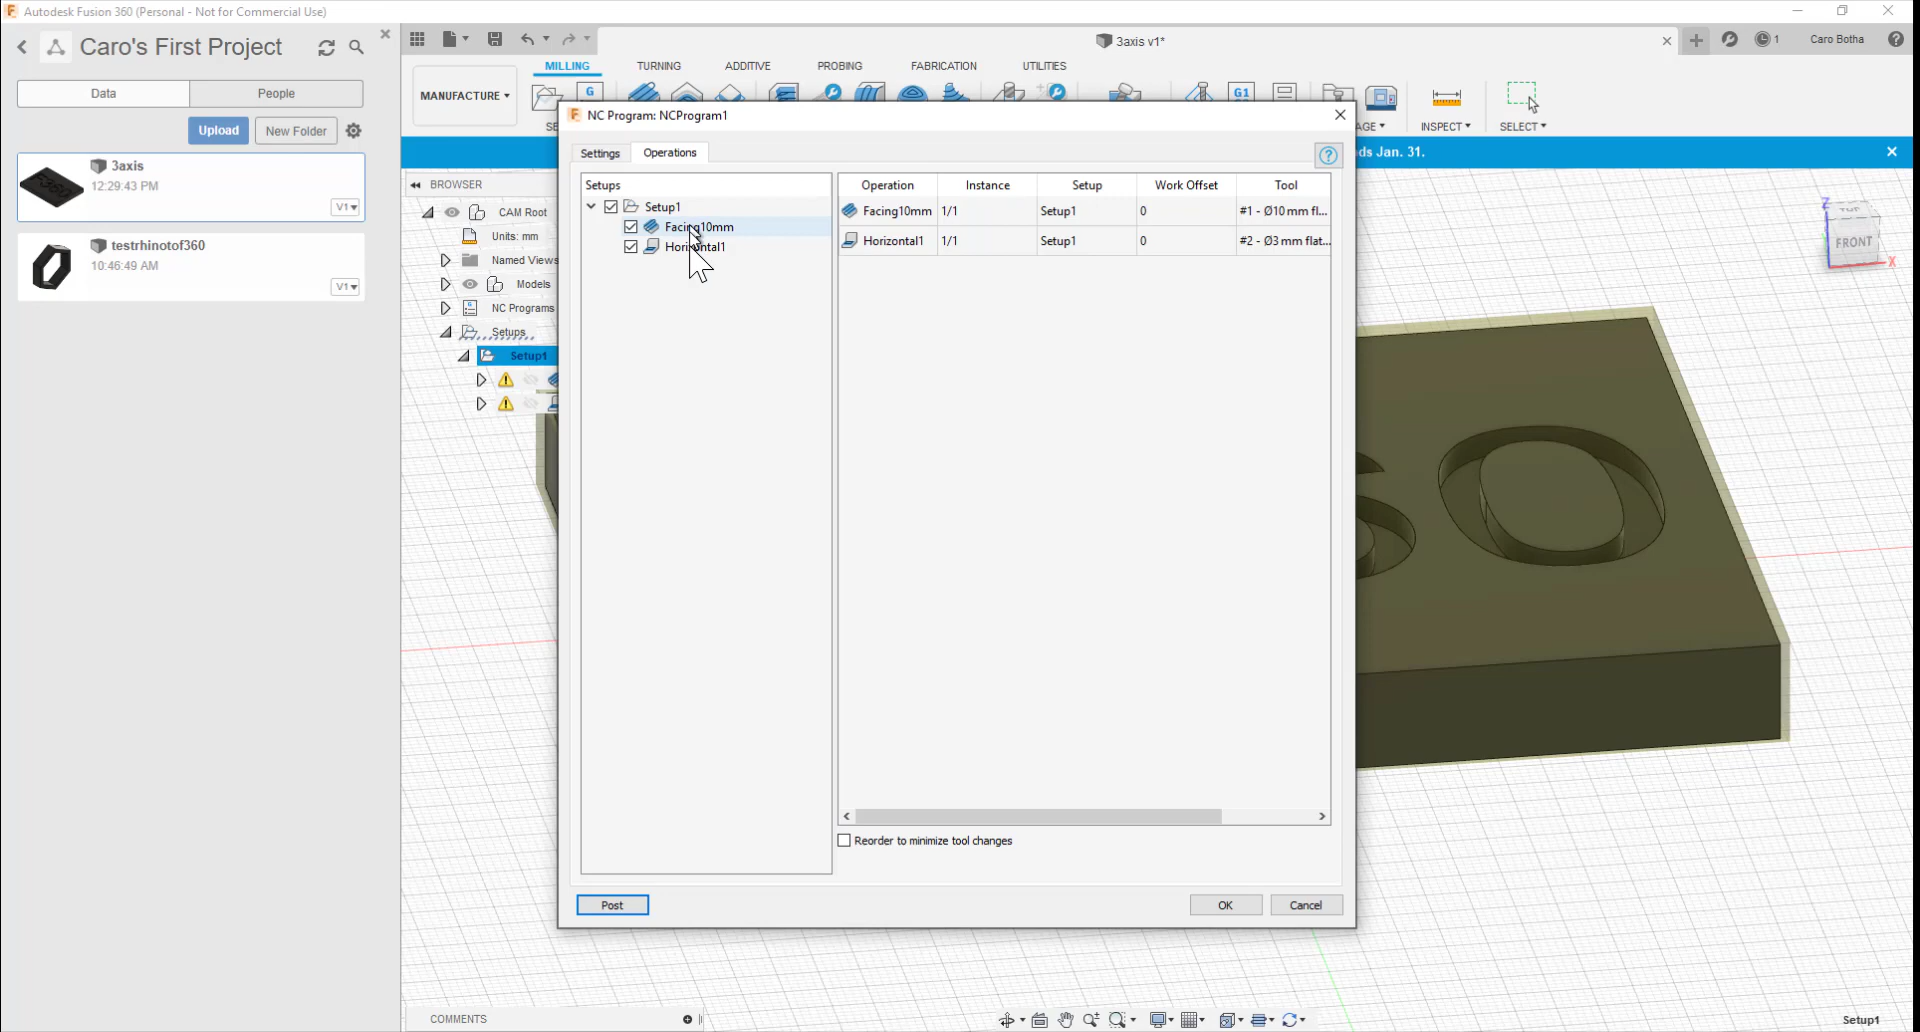 Autodesk Fusion 360 (Personal - Not for Commercial Use)
Caro's First Project
3axis v1*
1
Caro Botha
Data
People
Upload
New Folder
3axis
12:29:43 PM
V1
testrhinotof360
10:46:49 AM
V1
MILLING
TURNING
ADDITIVE
PROBING
FABRICATION
UTILITIES
MANUFACTURE
G
G1
SE
AGE
INSPECT
SELECT
ds Jan. 31.
BROWSER
CAM Root
Units: mm
Named Views
Models
NC Programs
Setups
Setup1
NC Program: NCProgram1
Settings
Operations
Setups
Setup1
Facing10mm
Horizontal1
Operation Instance Setup Work Offset Tool
Facing10mm 1/1 Setup1 0 #1 - Ø10 mm fl...
Horizontal1 1/1 Setup1 0 #2 - Ø3 mm flat...
Reorder to minimize tool changes
Post
OK
Cancel
Z
TOP
FRONT
X
COMMENTS
Setup1